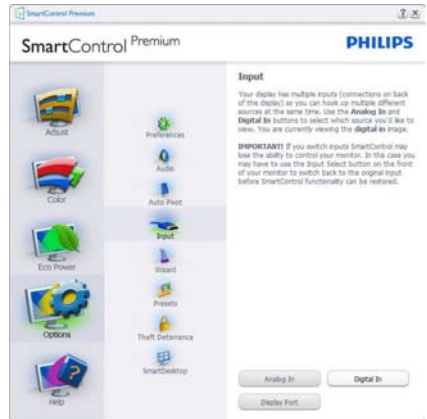 SmartControl Premium
SmartControl Premium
PHILIPS
Adjust
Color
Eco Power
Options
Help
Preferences
Audio
Auto Pivot
Input
Wizard
Presets
Theft Deterrence
SmartDesktop
Input
Your display has multiple inputs (connections on back
of the display) so you can hook up multiple different
sources at the same time. Use the Analog In and
Digital In buttons to select which source you'd like to
view. You are currently viewing the digital in image.
IMPORTANT! If you switch inputs SmartControl may
lose the ability to control your monitor. In the case you
may have to use the Input Select button on the front
of your monitor to switch back to the original input
before SmartControl functionality can be restored.
Analog In
Digital In
Display Port